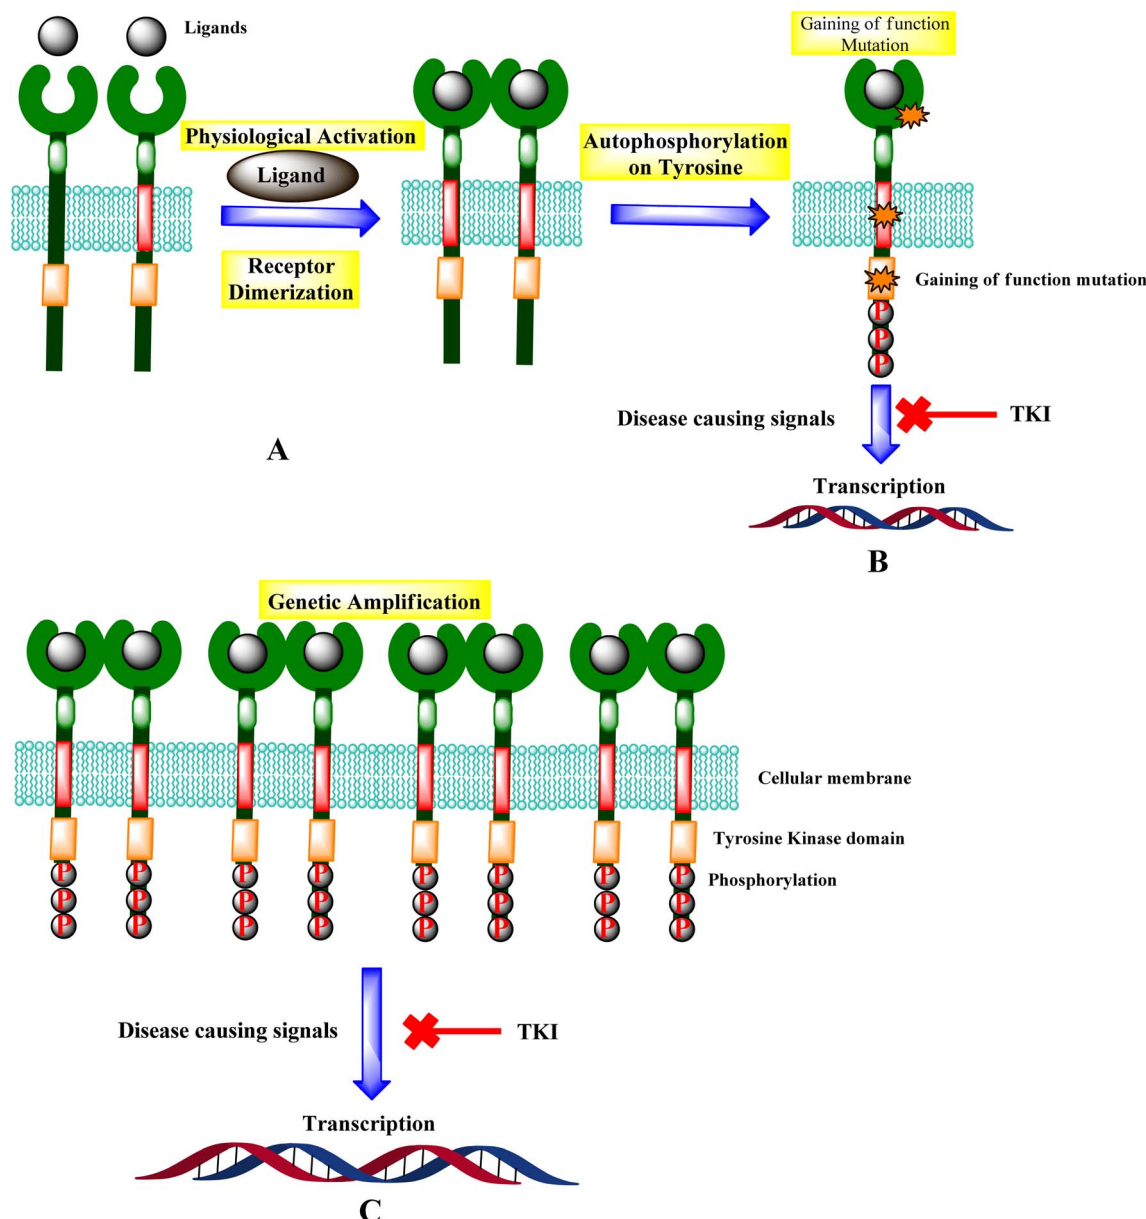 Ligands
Physiological Activation
Ligand
Receptor
Dimerization
A
Autophosphorylation
on Tyrosine
Gaining of function
Mutation
Gaining of function mutation
P
P
P
Disease causing signals
TKI
Transcription
B
Genetic Amplification
Cellular membrane
Tyrosine Kinase domain
Phosphorylation
P P P P P P P P
P P P P P P P P
P P P P P P P P
Disease causing signals
TKI
Transcription
C